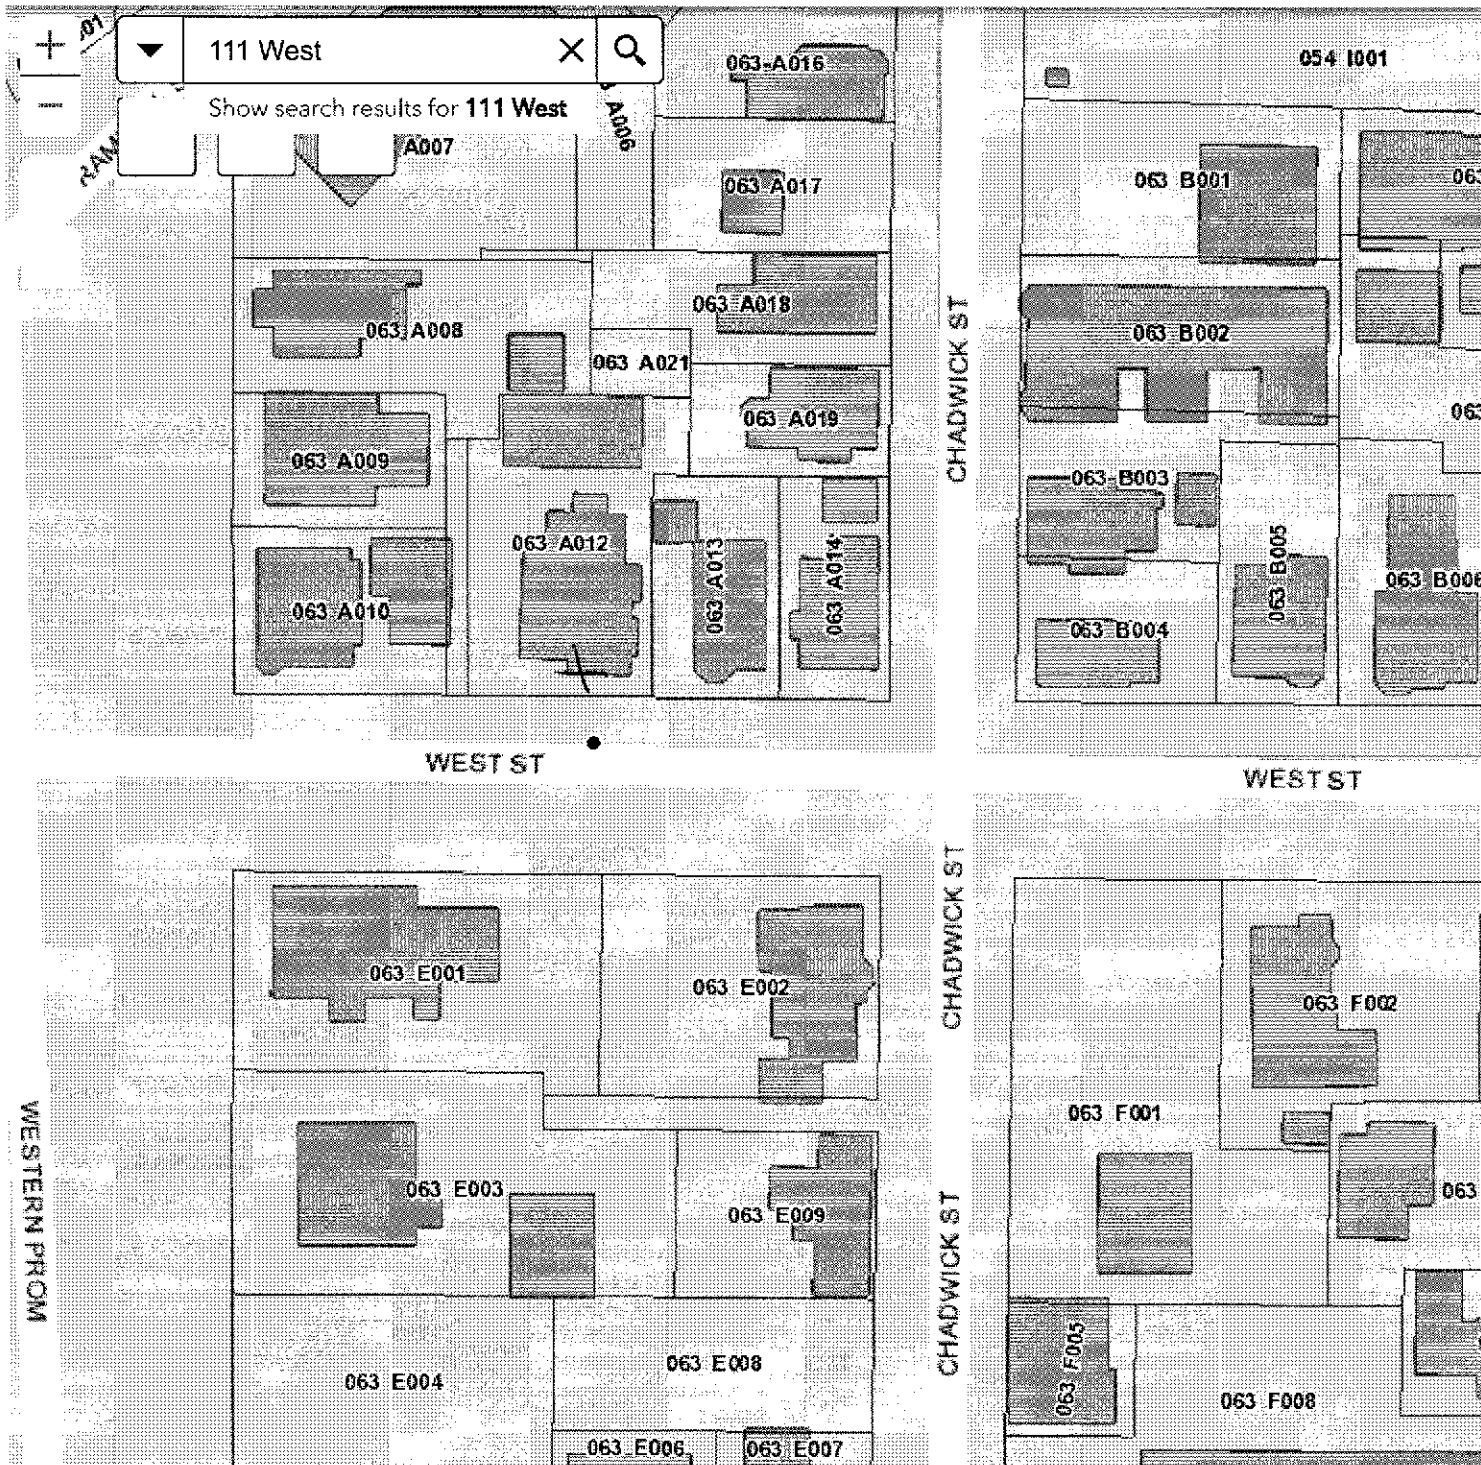 +
001
111 West
Show search results for 111 West
−
063-A016
054 I001
A006
A007
063 A017
063 B001
063 A018
063 A008
063 A021
063 B002
CHADWICK ST
063 A019
063 A009
063-B003
063 A012
063 A013
063 A014
063 B005
063 B006
063 A010
063-B004
WEST ST
WEST ST
CHADWICK ST
063 E001
063 E002
063 F002
WESTERN PROM
063 F001
063 E003
063 E009
063
CHADWICK ST
063 F005
063 E008
063 E004
063 F008
063 E006
063 E007